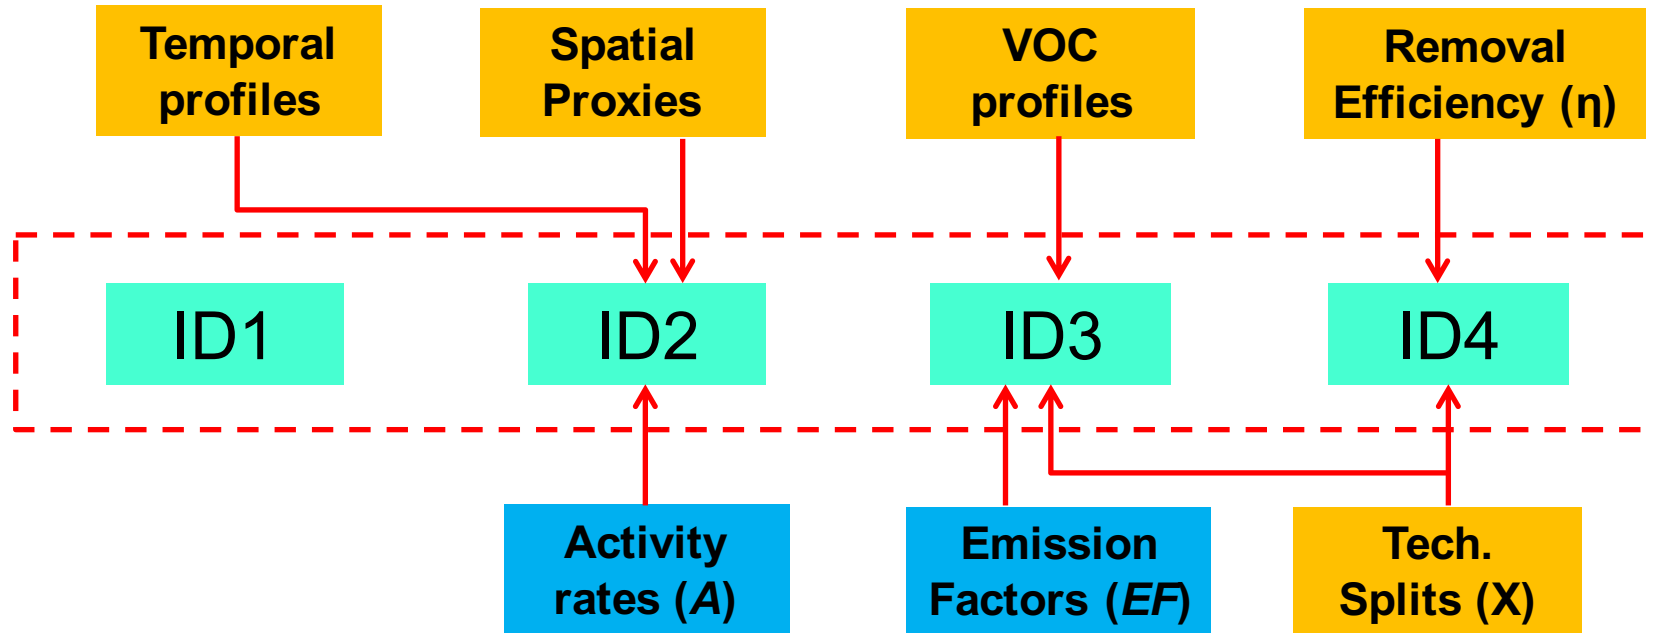 Temporal
profiles
Spatial
Proxies
VOC
profiles
Removal
Efficiency (η)
ID1
ID2
ID3
ID4
Activity
rates (A)
Emission
Factors (EF)
Tech.
Splits (X)